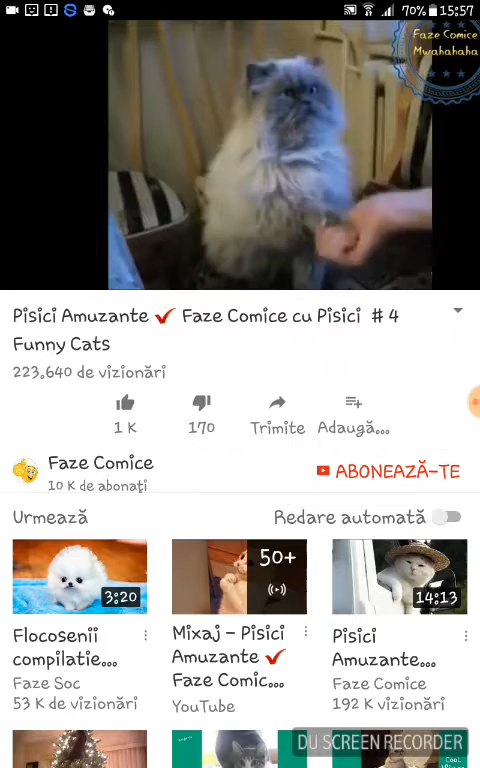 70% 15:57
Faze Comice
Mwahahaha
Pisici Amuzante ✔ Faze Comice cu Pisici # 4
Funny Cats
223.640 de vizionări
1 K 170 Trimite Adaugă...
Faze Comice
10 K de abonați
ABONEAZĂ-TE
Urmează
Redare automată
3:20
50+
14:13
Flocosenii
compilatie...
Faze Soc
53 K de vizionări
Mixaj - Pisici
Amuzante ✔
Faze Comic...
YouTube
Pisici
Amuzante...
Faze Comice
192 K de vizionări
DU SCREEN RECORDER